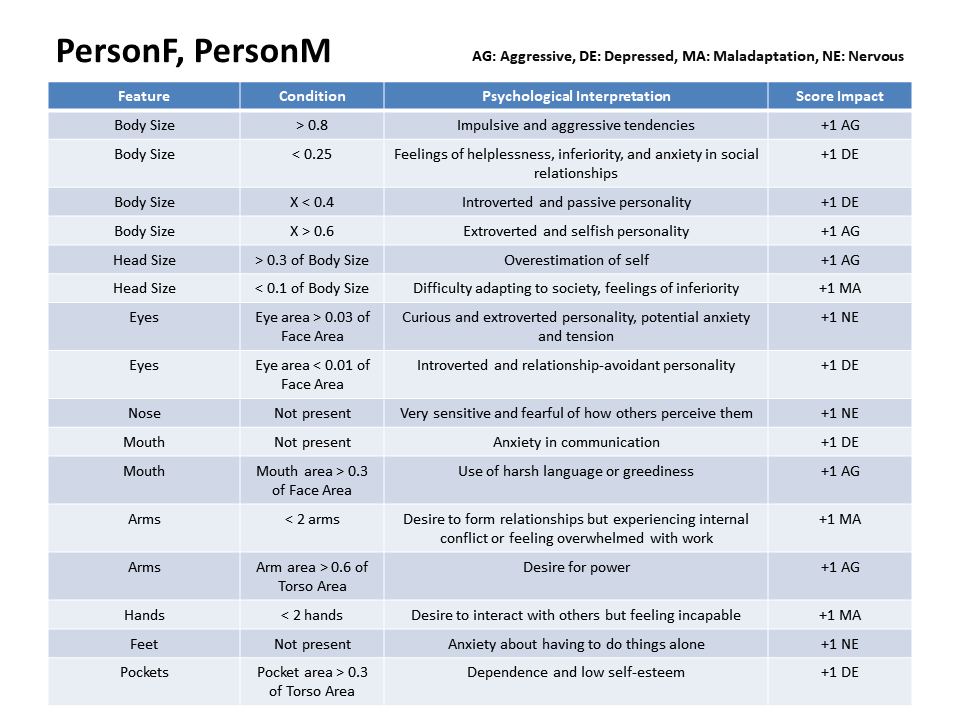 PersonF, PersonM
AG: Aggressive, DE: Depressed, MA: Maladaptation, NE: Nervous
Feature Condition Psychological Interpretation Score Impact
Body Size > 0.8 Impulsive and aggressive tendencies +1 AG
Body Size < 0.25 Feelings of helplessness, inferiority, and anxiety in social +1 DE
relationships
Body Size X < 0.4 Introverted and passive personality +1 DE
Body Size X > 0.6 Extroverted and selfish personality +1 AG
Head Size > 0.3 of Body Size Overestimation of self +1 AG
Head Size < 0.1 of Body Size Difficulty adapting to society, feelings of inferiority +1 MA
Eyes Eye area > 0.03 of Curious and extroverted personality, potential anxiety +1 NE
Face Area and tension
Eyes Eye area < 0.01 of Introverted and relationship-avoidant personality +1 DE
Face Area
Nose Not present Very sensitive and fearful of how others perceive them +1 NE
Mouth Not present Anxiety in communication +1 DE
Mouth Mouth area > 0.3 Use of harsh language or greediness +1 AG
of Face Area
Arms < 2 arms Desire to form relationships but experiencing internal +1 MA
conflict or feeling overwhelmed with work
Arms Arm area > 0.6 of Desire for power +1 AG
Torso Area
Hands < 2 hands Desire to interact with others but feeling incapable +1 MA
Feet Not present Anxiety about having to do things alone +1 NE
Pockets Pocket area > 0.3 Dependence and low self-esteem +1 DE
of Torso Area